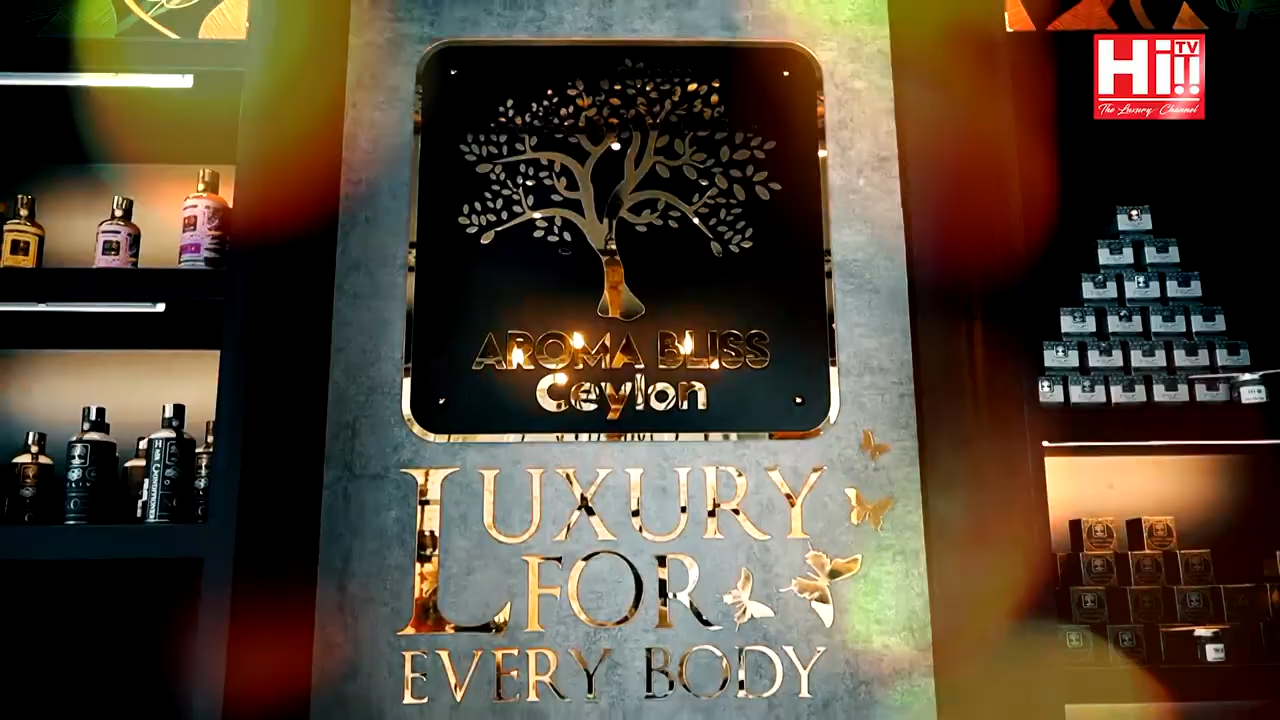 Hi!! TV
The Luxury Channel
AROMA BLISS
Ceylon
LUXURY
FOR
EVERY BODY